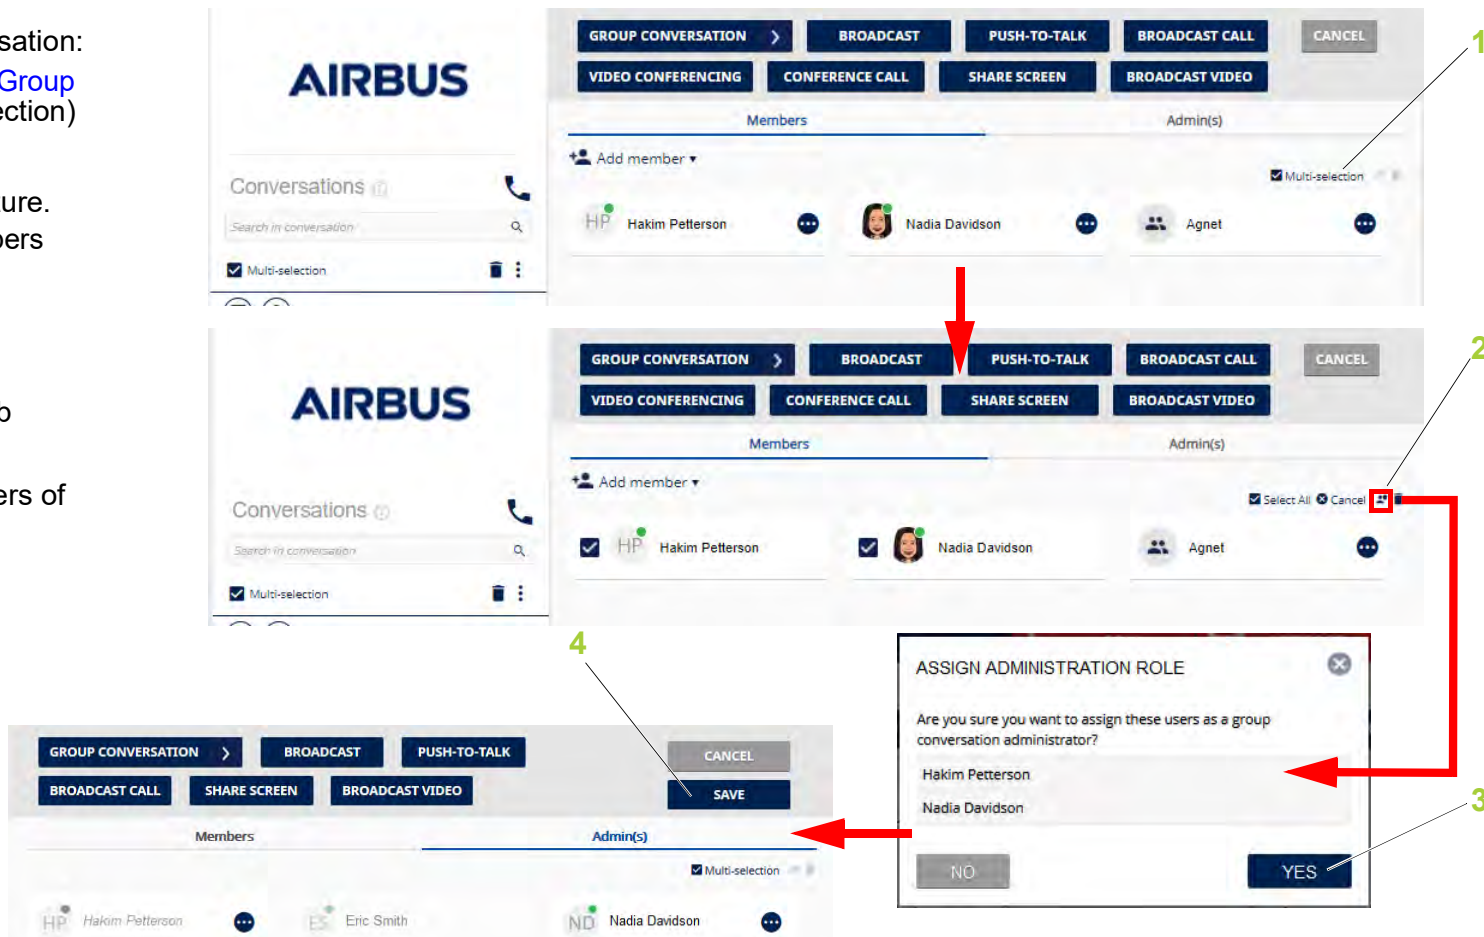 sation:
Group
ection)
ture.
bers
b
ers of
AIRBUS
Conversations
Search in conversation
Multi-selection
GROUP CONVERSATION > BROADCAST PUSH-TO-TALK BROADCAST CALL CANCEL
VIDEO CONFERENCING CONFERENCE CALL SHARE SCREEN BROADCAST VIDEO
Members Admin(s)
Add member
Multi-selection
HP Hakim Petterson Nadia Davidson Agnet
1
AIRBUS
Conversations
Search in conversation
Multi-selection
GROUP CONVERSATION > BROADCAST PUSH-TO-TALK BROADCAST CALL CANCEL
VIDEO CONFERENCING CONFERENCE CALL SHARE SCREEN BROADCAST VIDEO
Members Admin(s)
Add member
Select All Cancel
HP Hakim Petterson Nadia Davidson Agnet
2
ASSIGN ADMINISTRATION ROLE
Are you sure you want to assign these users as a group
conversation administrator?
Hakim Petterson
Nadia Davidson
NO YES
3
4
GROUP CONVERSATION > BROADCAST PUSH-TO-TALK CANCEL
BROADCAST CALL SHARE SCREEN BROADCAST VIDEO SAVE
Members Admin(s)
Multi-selection
HP Hakim Petterson ES Eric Smith ND Nadia Davidson